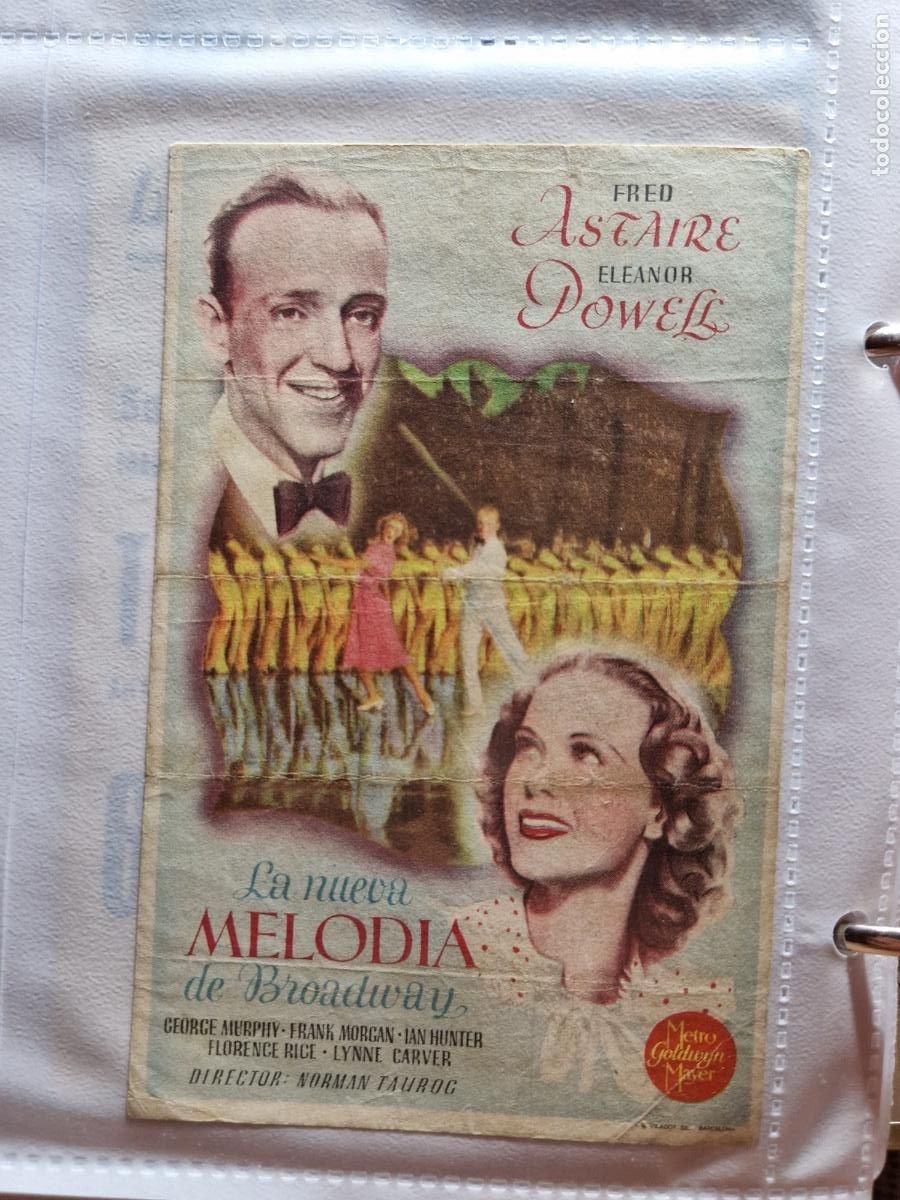 FRED
ASTAIRE
ELEANOR
POWELL
La nueva
MELODIA
de Broadway
GEORGE MURPHY · FRANK MORGAN · IAN HUNTER
FLORENCE RICE · LYNNE CARVER
DIRECTOR: NORMAN TAUROG
Metro
Goldwyn
Mayer
BARCELONA
todocoleccion